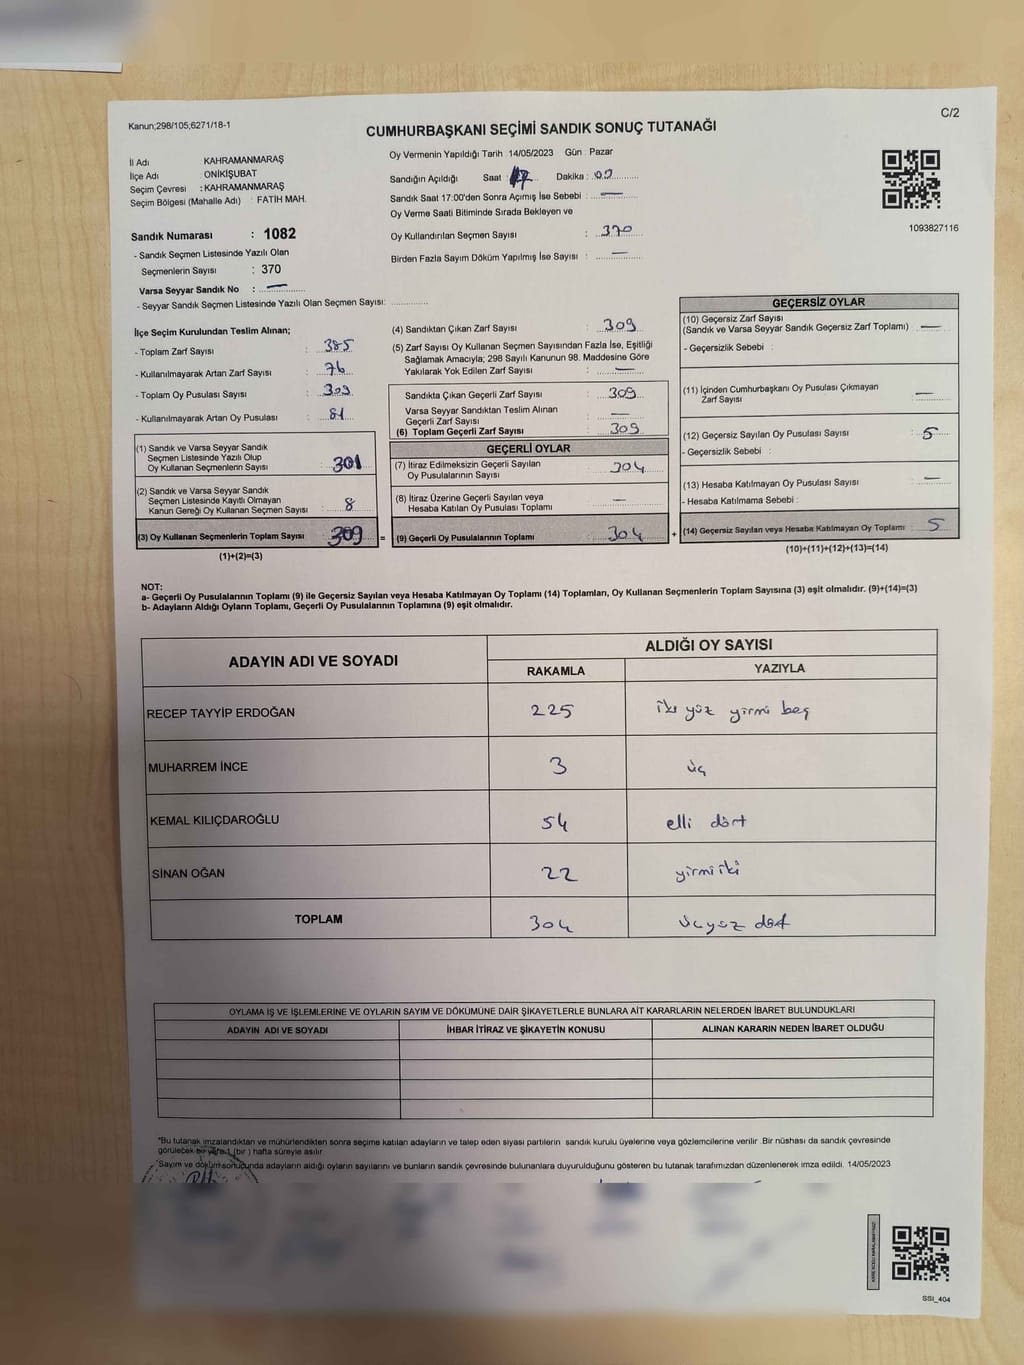 Kanun;298/105;6271/18-1
C/2
CUMHURBAŞKANI SEÇİMİ SANDIK SONUÇ TUTANAĞI
İl Adı KAHRAMANMARAŞ
İlçe Adı ONİKİŞUBAT
Seçim Çevresi : KAHRAMANMARAŞ
Seçim Bölgesi (Mahalle Adı) : FATİH MAH.
Sandık Numarası : 1082
- Sandık Seçmen Listesinde Yazılı Olan
Seçmenlerin Sayısı : 370
Varsa Seyyar Sandık No : —
- Seyyar Sandık Seçmen Listesinde Yazılı Olan Seçmen Sayısı:
Oy Vermenin Yapıldığı Tarih : 14/05/2023 Gün : Pazar
Sandığın Açıldığı Saat : 17 Dakika : 00
Sandık Saat 17:00'den Sonra Açımış İse Sebebi : —
Oy Verme Saati Bitiminde Sırada Bekleyen ve
Oy Kullandırılan Seçmen Sayısı : 370
Birden Fazla Sayım Döküm Yapılmış İse Sayısı : —
1093827116
İlçe Seçim Kurulundan Teslim Alınan;
- Toplam Zarf Sayısı : 385
- Kullanılmayarak Artan Zarf Sayısı : 76
- Toplam Oy Pusulası Sayısı : 309
- Kullanılmayarak Artan Oy Pusulası : 81
(1) Sandık ve Varsa Seyyar Sandık
Seçmen Listesinde Yazılı Olup
Oy Kullanan Seçmenlerin Sayısı : 301
(2) Sandık ve Varsa Seyyar Sandık
Seçmen Listesinde Kayıtlı Olmayan
Kanun Gereği Oy Kullanan Seçmen Sayısı : 8
(3) Oy Kullanan Seçmenlerin Toplam Sayısı 309 =
(1)+(2)=(3)
(4) Sandıktan Çıkan Zarf Sayısı : 309
(5) Zarf Sayısı Oy Kullanan Seçmen Sayısından Fazla İse, Eşitliği
Sağlamak Amacıyla; 298 Sayılı Kanunun 98. Maddesine Göre
Yakılarak Yok Edilen Zarf Sayısı : —
Sandıkta Çıkan Geçerli Zarf Sayısı : 309
Varsa Seyyar Sandıktan Teslim Alınan
Geçerli Zarf Sayısı : —
(6) Toplam Geçerli Zarf Sayısı : 309
GEÇERLİ OYLAR
(7) İtiraz Edilmeksizin Geçerli Sayılan
Oy Pusulalarının Sayısı : 304
(8) İtiraz Üzerine Geçerli Sayılan veya
Hesaba Katılan Oy Pusulası Toplamı : —
(9) Geçerli Oy Pusulalarının Toplamı : 304 +
GEÇERSİZ OYLAR
(10) Geçersiz Zarf Sayısı
(Sandık ve Varsa Seyyar Sandık Geçersiz Zarf Toplamı) : —
- Geçersizlik Sebebi :
(11) İçinden Cumhurbaşkanı Oy Pusulası Çıkmayan
Zarf Sayısı : —
(12) Geçersiz Sayılan Oy Pusulası Sayısı : 5
- Geçersizlik Sebebi :
(13) Hesaba Katılmayan Oy Pusulası Sayısı : —
- Hesaba Katılmama Sebebi :
(14) Geçersiz Sayılan veya Hesaba Katılmayan Oy Toplamı : 5
(10)+(11)+(12)+(13)=(14)
NOT:
a- Geçerli Oy Pusulalarının Toplamı (9) ile Geçersiz Sayılan veya Hesaba Katılmayan Oy Toplamı (14) Toplamları, Oy Kullanan Seçmenlerin Toplam Sayısına (3) eşit olmalıdır. (9)+(14)=(3)
b- Adayların Aldığı Oyların Toplamı, Geçerli Oy Pusulalarının Toplamına (9) eşit olmalıdır.
ADAYIN ADI VE SOYADI ALDIĞI OY SAYISI
RAKAMLA YAZIYLA
RECEP TAYYİP ERDOĞAN 225 iki yüz yirmi beş
MUHARREM İNCE 3 üç
KEMAL KILIÇDAROĞLU 54 elli dört
SİNAN OĞAN 22 yirmi iki
TOPLAM 304 üçyüz dört
OYLAMA İŞ VE İŞLEMLERİNE VE OYLARIN SAYIM VE DÖKÜMÜNE DAİR ŞİKAYETLERLE BUNLARA AİT KARARLARIN NELERDEN İBARET BULUNDUKLARI
ADAYIN ADI VE SOYADI İHBAR İTİRAZ VE ŞİKAYETİN KONUSU ALINAN KARARIN NEDEN İBARET OLDUĞU
*Bu tutanak imzalandıktan ve mühürlendikten sonra seçime katılan adayların ve talep eden siyasi partilerin sandık kurulu üyelerine veya gözlemcilerine verilir .Bir nüshası da sandık çevresinde
görülecek bir yere 1 (bir ) hafta süreyle asılır.
*Sayım ve döküm sonuçunda adayların aldığı oyların sayılarını ve bunların sandık çevresinde bulunanlara duyurulduğunu gösteren bu tutanak tarafımızdan düzenlenerek imza edildi. 14/05/2023
SSI_404